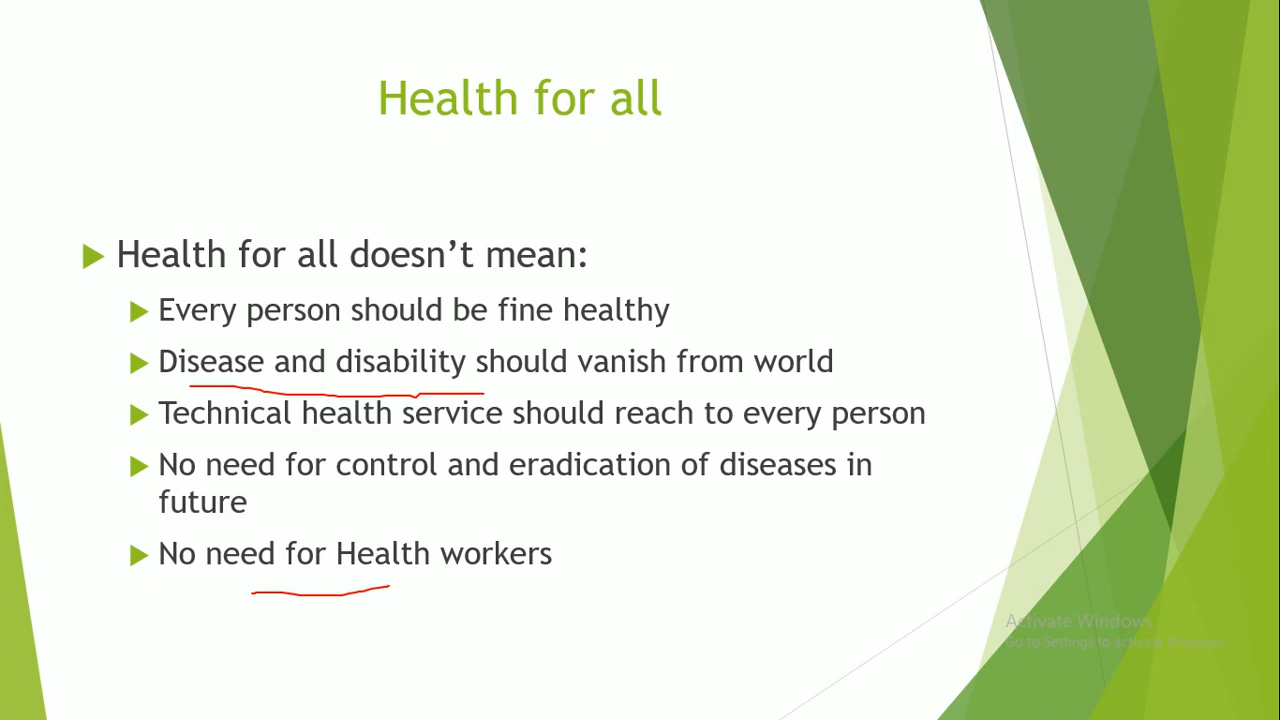 Health for all
Health for all doesn’t mean:
Every person should be fine healthy
Disease and disability should vanish from world
Technical health service should reach to every person
No need for control and eradication of diseases in
future
No need for Health workers
Activate Windows
Go to Settings to activate Windows.